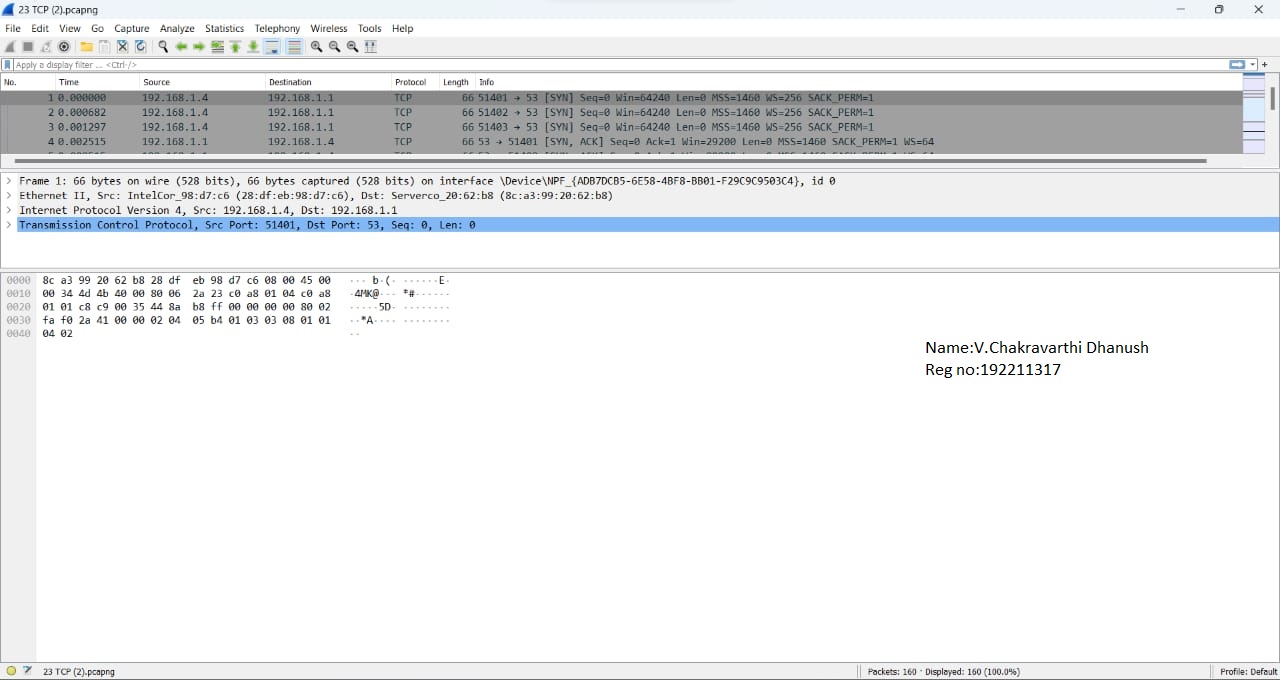 23 TCP (2).pcapng
File Edit View Go Capture Analyze Statistics Telephony Wireless Tools Help
Apply a display filter ... <Ctrl-/>
No. Time Source Destination Protocol Length Info
1 0.000000 192.168.1.4 192.168.1.1 TCP 66 51401 → 53 [SYN] Seq=0 Win=64240 Len=0 MSS=1460 WS=256 SACK_PERM=1
2 0.000682 192.168.1.4 192.168.1.1 TCP 66 51402 → 53 [SYN] Seq=0 Win=64240 Len=0 MSS=1460 WS=256 SACK_PERM=1
3 0.001297 192.168.1.4 192.168.1.1 TCP 66 51403 → 53 [SYN] Seq=0 Win=64240 Len=0 MSS=1460 WS=256 SACK_PERM=1
4 0.002515 192.168.1.1 192.168.1.4 TCP 66 53 → 51401 [SYN, ACK] Seq=0 Ack=1 Win=29200 Len=0 MSS=1460 SACK_PERM=1 WS=64
> Frame 1: 66 bytes on wire (528 bits), 66 bytes captured (528 bits) on interface \Device\NPF_{ADB7DCB5-6E58-4BF8-BB01-F29C9C9503C4}, id 0
> Ethernet II, Src: IntelCor_98:d7:c6 (28:df:eb:98:d7:c6), Dst: Serverco_20:62:b8 (8c:a3:99:20:62:b8)
> Internet Protocol Version 4, Src: 192.168.1.4, Dst: 192.168.1.1
> Transmission Control Protocol, Src Port: 51401, Dst Port: 53, Seq: 0, Len: 0
0000 8c a3 99 20 62 b8 28 df eb 98 d7 c6 08 00 45 00 ··· b·(· ······E·
0010 00 34 4d 4b 40 00 80 06 2a 23 c0 a8 01 04 c0 a8 ·4MK@··· *#······
0020 01 01 c8 c9 00 35 44 8a b8 ff 00 00 00 00 80 02 ·····5D· ········
0030 fa f0 2a 41 00 00 02 04 05 b4 01 03 03 08 01 01 ··*A···· ········
0040 04 02 ··
Name:V.Chakravarthi Dhanush
Reg no:192211317
23 TCP (2).pcapng
Packets: 160 · Displayed: 160 (100.0%)
Profile: Default